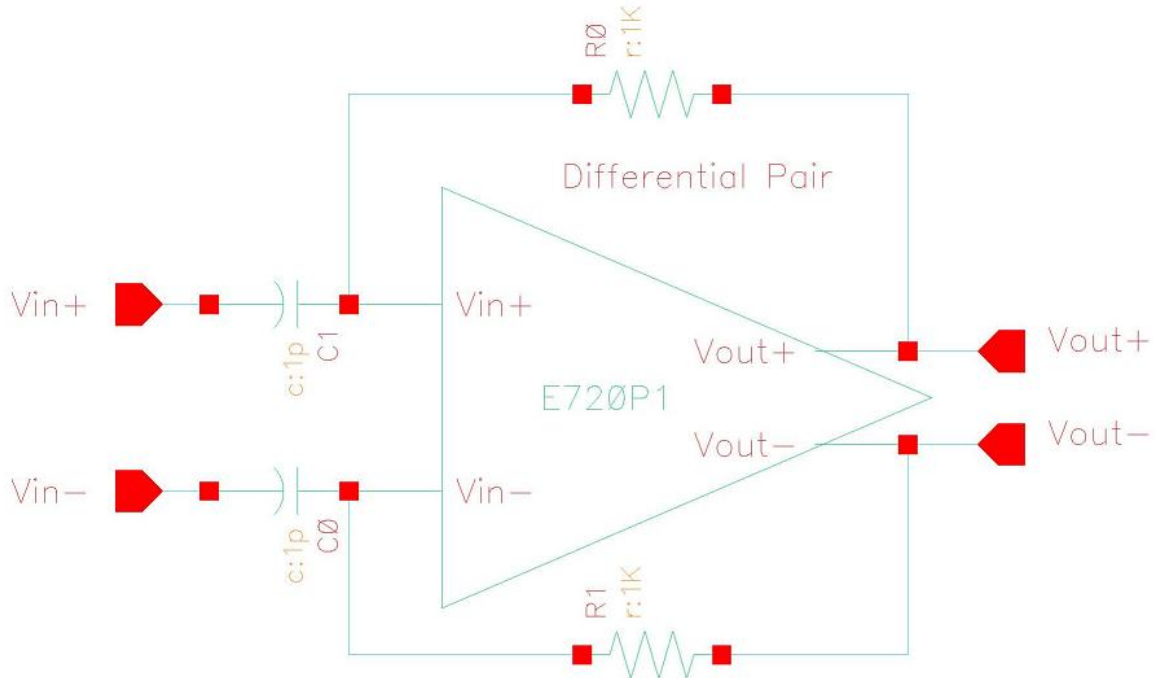 R0
r:1K
Differential Pair
Vin+
c:1p
C1
Vin+
Vout+
Vout+
E720P1
Vin-
c:1p
C0
Vin-
Vout-
Vout-
R1
r:1K